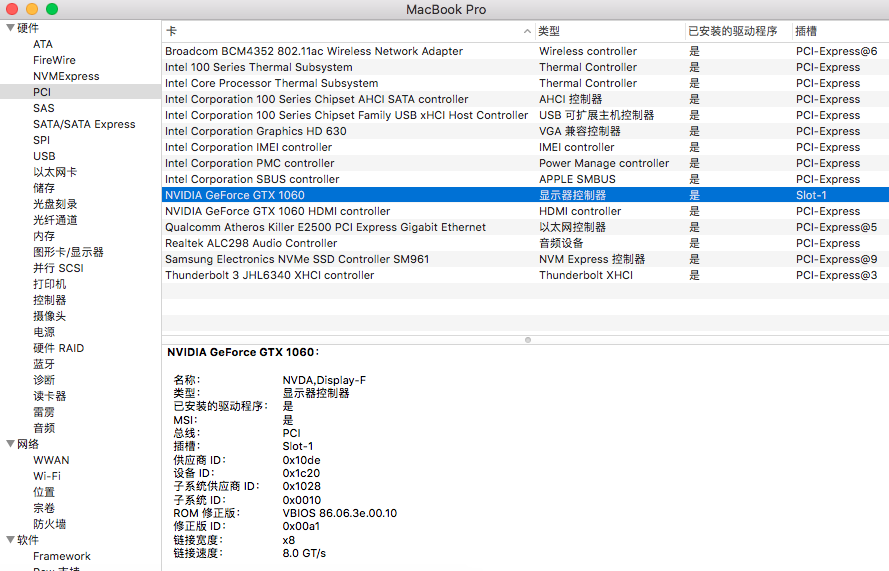 MacBook Pro
硬件
ATA
FireWire
NVMExpress
PCI
SAS
SATA/SATA Express
SPI
USB
以太网卡
储存
光盘刻录
光纤通道
内存
图形卡/显示器
并行 SCSI
打印机
控制器
摄像头
电源
硬件 RAID
蓝牙
诊断
读卡器
雷雳
音频
网络
WWAN
Wi-Fi
位置
宗卷
防火墙
软件
Framework
卡 类型 已安装的驱动程序 插槽
Broadcom BCM4352 802.11ac Wireless Network Adapter Wireless controller 是 PCI-Express@6
Intel 100 Series Thermal Subsystem Thermal Controller 是 PCI-Express
Intel Core Processor Thermal Subsystem Thermal Controller 是 PCI-Express
Intel Corporation 100 Series Chipset AHCI SATA controller AHCI 控制器 是 PCI-Express
Intel Corporation 100 Series Chipset Family USB xHCI Host Controller USB 可扩展主机控制器 是 PCI-Express
Intel Corporation Graphics HD 630 VGA 兼容控制器 是 PCI-Express
Intel Corporation IMEI controller IMEI controller 是 PCI-Express
Intel Corporation PMC controller Power Manage controller 是 PCI-Express
Intel Corporation SBUS controller APPLE SMBUS 是 PCI-Express
NVIDIA GeForce GTX 1060 显示器控制器 是 Slot-1
NVIDIA GeForce GTX 1060 HDMI controller HDMI controller 是 PCI-Express
Qualcomm Atheros Killer E2500 PCI Express Gigabit Ethernet 以太网控制器 是 PCI-Express@5
Realtek ALC298 Audio Controller 音频设备 是 PCI-Express
Samsung Electronics NVMe SSD Controller SM961 NVM Express 控制器 是 PCI-Express@9
Thunderbolt 3 JHL6340 XHCI controller Thunderbolt XHCI 是 PCI-Express@3
NVIDIA GeForce GTX 1060：
名称： NVDA,Display-F
类型： 显示器控制器
已安装的驱动程序： 是
MSI： 是
总线： PCI
插槽： Slot-1
供应商 ID： 0x10de
设备 ID： 0x1c20
子系统供应商 ID： 0x1028
子系统 ID： 0x0010
ROM 修正版： VBIOS 86.06.3e.00.10
修正版 ID： 0x00a1
链接宽度： x8
链接速度： 8.0 GT/s